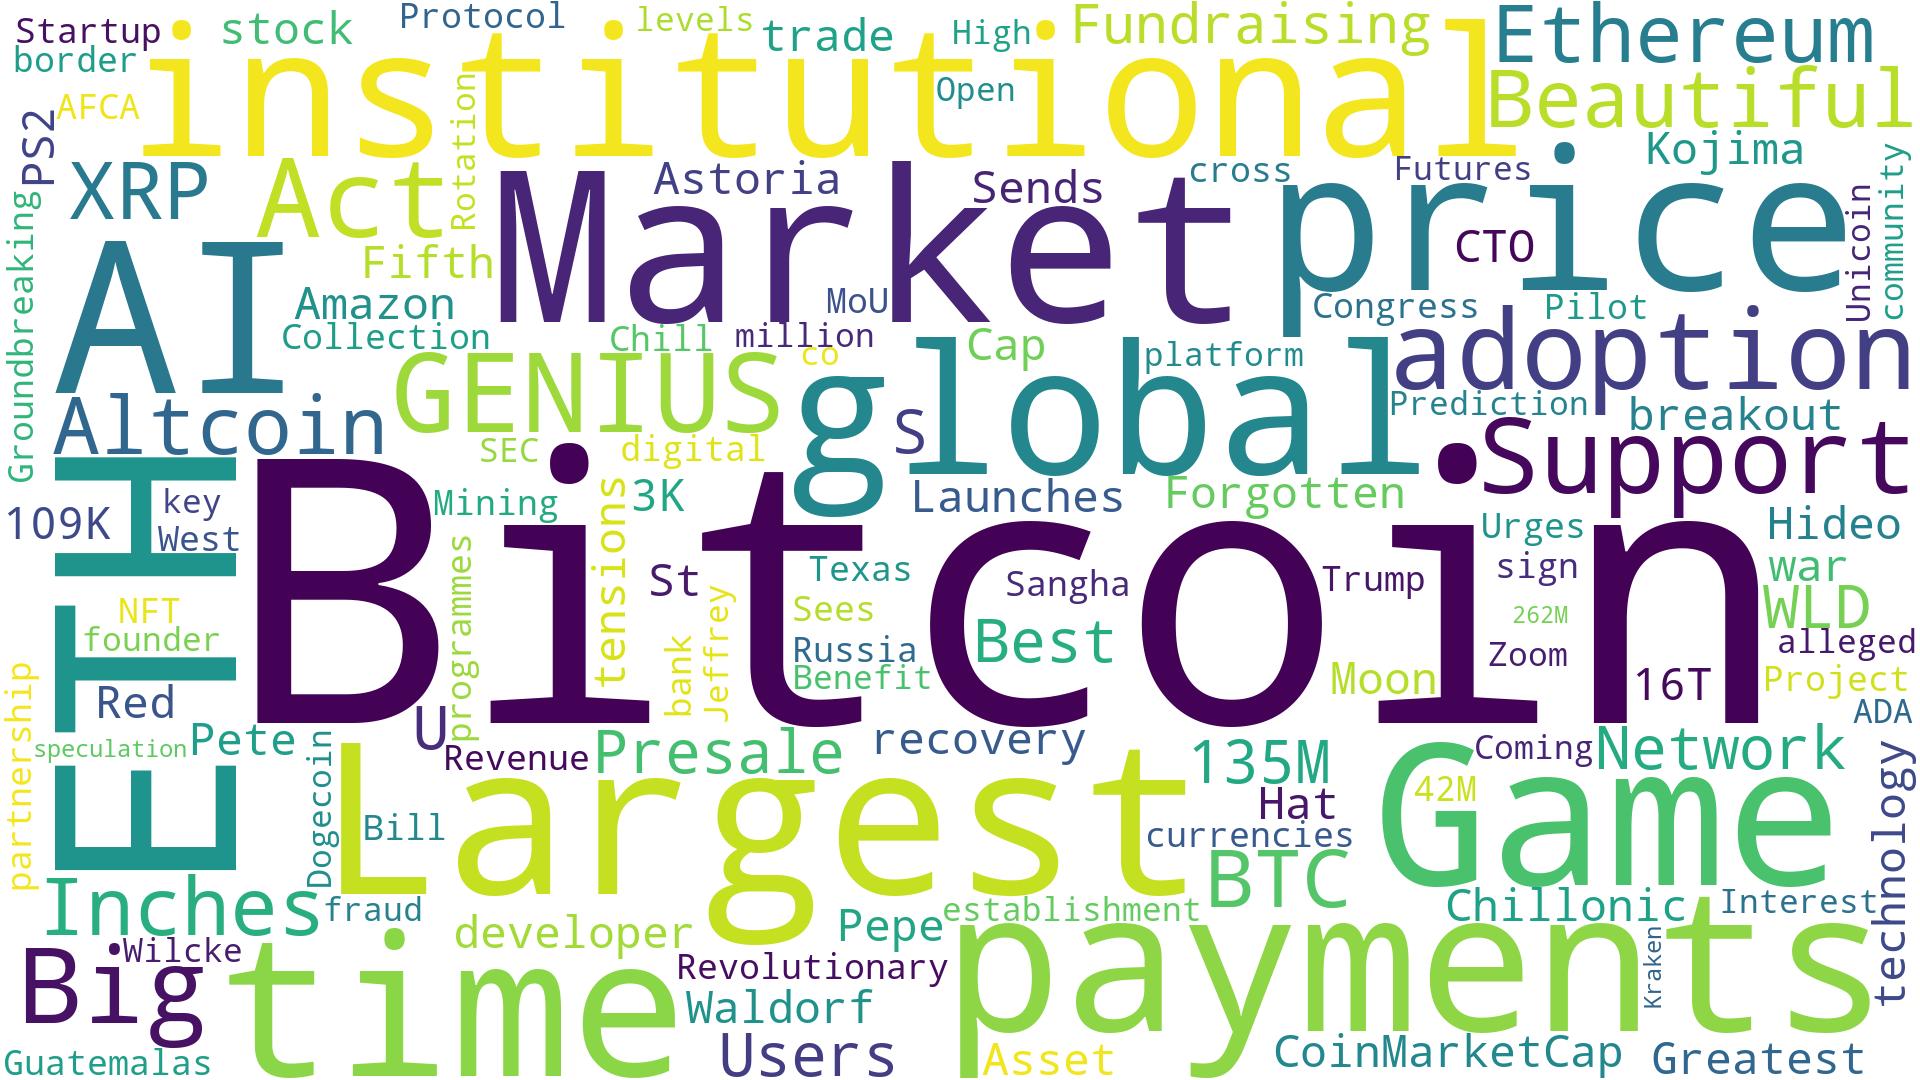 Startup
stock
Protocol
levels
trade
High
Fundraising
Ethereum
border
institutional
Open
Beautiful
AFCA
PS2
Rotation
Kojima
XRP
Act
Market
Astoria
Sends
cross
Futures
price
community
Unicoin
Groundbreaking
AI
Fifth
CTO
Amazon
MoU
Congress
Pilot
Collection
Chill
million
co
Cap
platform
adoption
GENIUS
global
Prediction
breakout
Altcoin
SEC
digital
S
Support
109K
key
West
ETH
Bitcoin
Mining
3K
tensions
Launches
Forgotten
Urges
Hideo
sign
war
NFT
founder
programmes
St
Texas
Sangha
Trump
Sees
262M
WLD
bank
Jeffrey
Russia
Best
Zoom
alleged
Benefit
Moon
16T
Project
partnership
Red
ADA
speculation
Pete
U
Revenue
Presale
recovery
135M
Coming
Network
technology
Dogecoin
Largest
Game
42M
Hat
Bill
currencies
BTC
Inches
fraud
developer
Pepe
establishment
Chillonic
Interest
Big
Wilcke
time
Revolutionary
payments
Kraken
Waldorf
Guatemalas
Users
Asset
CoinMarketCap
Greatest